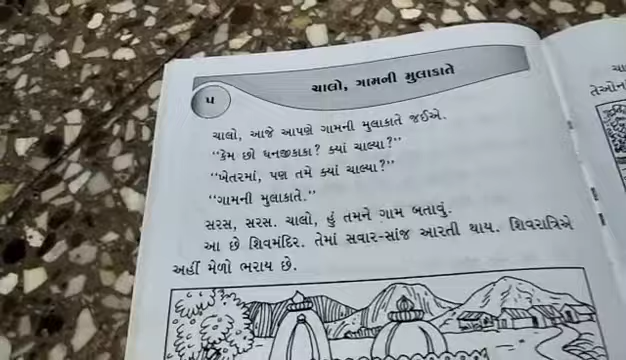 ૫
ચાલો, ગામની મુલાકાતે
ચાલો, આજે આપણે ગામની મુલાકાતે જઈએ.
“કેમ છો ધનજીકાકા? ક્યાં ચાલ્યા?”
“ખેતરમાં, પણ તમે ક્યાં ચાલ્યા?”
“ગામની મુલાકાતે.”
સરસ, સરસ. ચાલો, હું તમને ગામ બતાવું.
આ છે શિવમંદિર. તેમાં સવાર-સાંજ આરતી થાય. શિવરાત્રિએ
અહીં મેળો ભરાય છે.